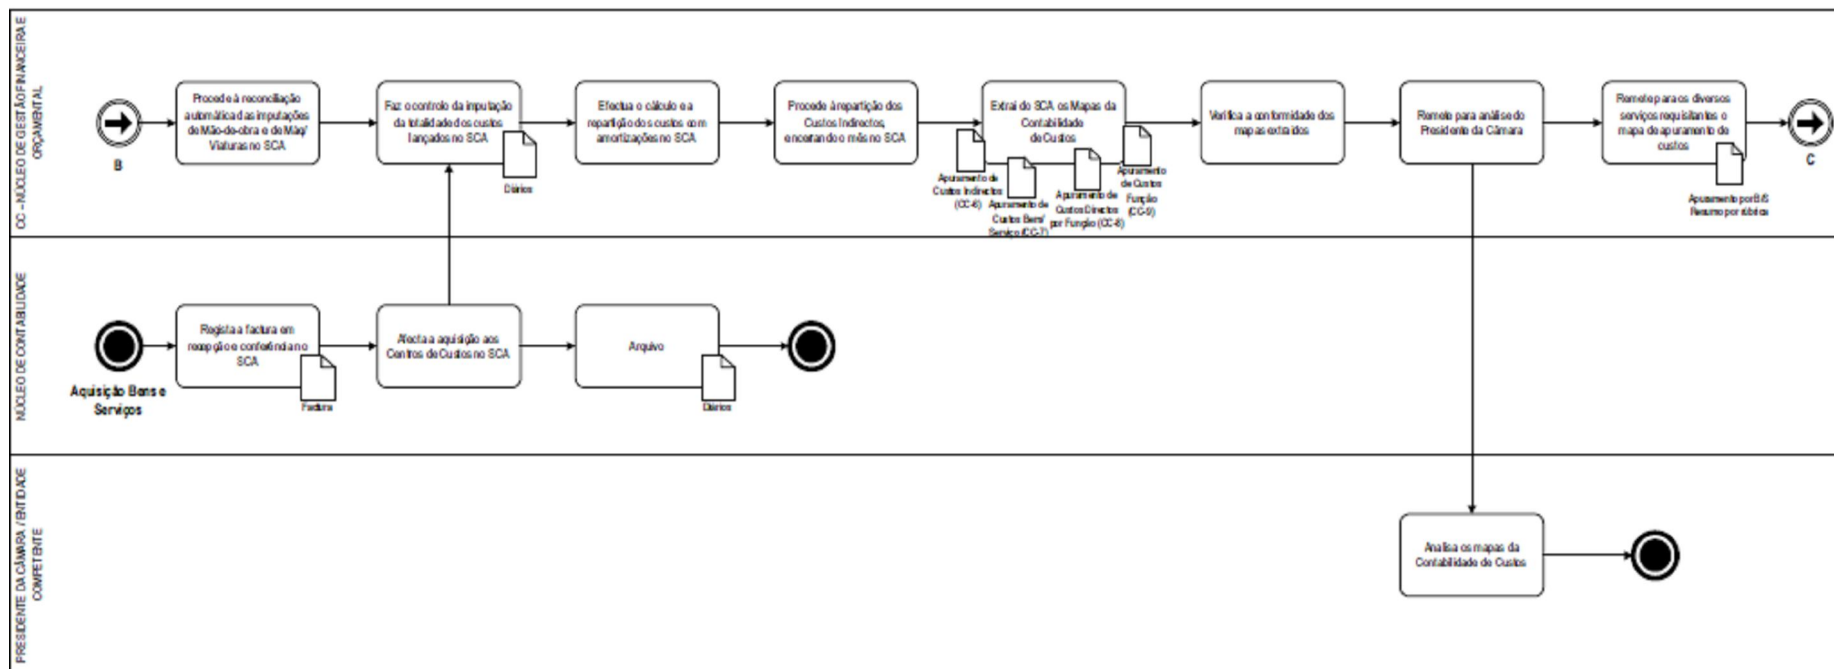 CC – NÚCLEO DE GESTÃO FINANCEIRA E
ORÇAMENTAL
B
Procede à reconciliação
automática das imputações
de Mão-de-obra e de Máq/
Viaturas no SCA
Faz o controlo da imputação
da totalidade dos custos
lançados no SCA
Diários
Efectua o cálculo e a
repartição dos custos com
amortizações no SCA
Procede à repartição dos
Custos Indirectos,
encerrando o mês no SCA
Extrai do SCA os Mapas da
Contabilidade
de Custos
Apuramento de
Custos Indirectos
(CC-6)
Apuramento de
Custos Bem/
Serviço (CC-7)
Apuramento de
Custos Directos
por Função (CC-8)
Apuramento
de Custos
Função
(CC-9)
Verifica a conformidade dos
mapas extraídos
Remete para análise do
Presidente da Câmara
Remete para os diversos
serviços requisitantes o
mapa de apuramento de
custos
Apuramento por B/S
Resumo por rúbrica
C
NÚCLEO DE CONTABILIDADE
Aquisição Bens e
Serviços
Regista a factura em
recepção e conferência no
SCA
Factura
Afecta a aquisição aos
Centros de Custos no SCA
Arquivo
Diários
PRESIDENTE DA CÂMARA / ENTIDADE
COMPETENTE
Analisa os mapas da
Contabilidade de Custos